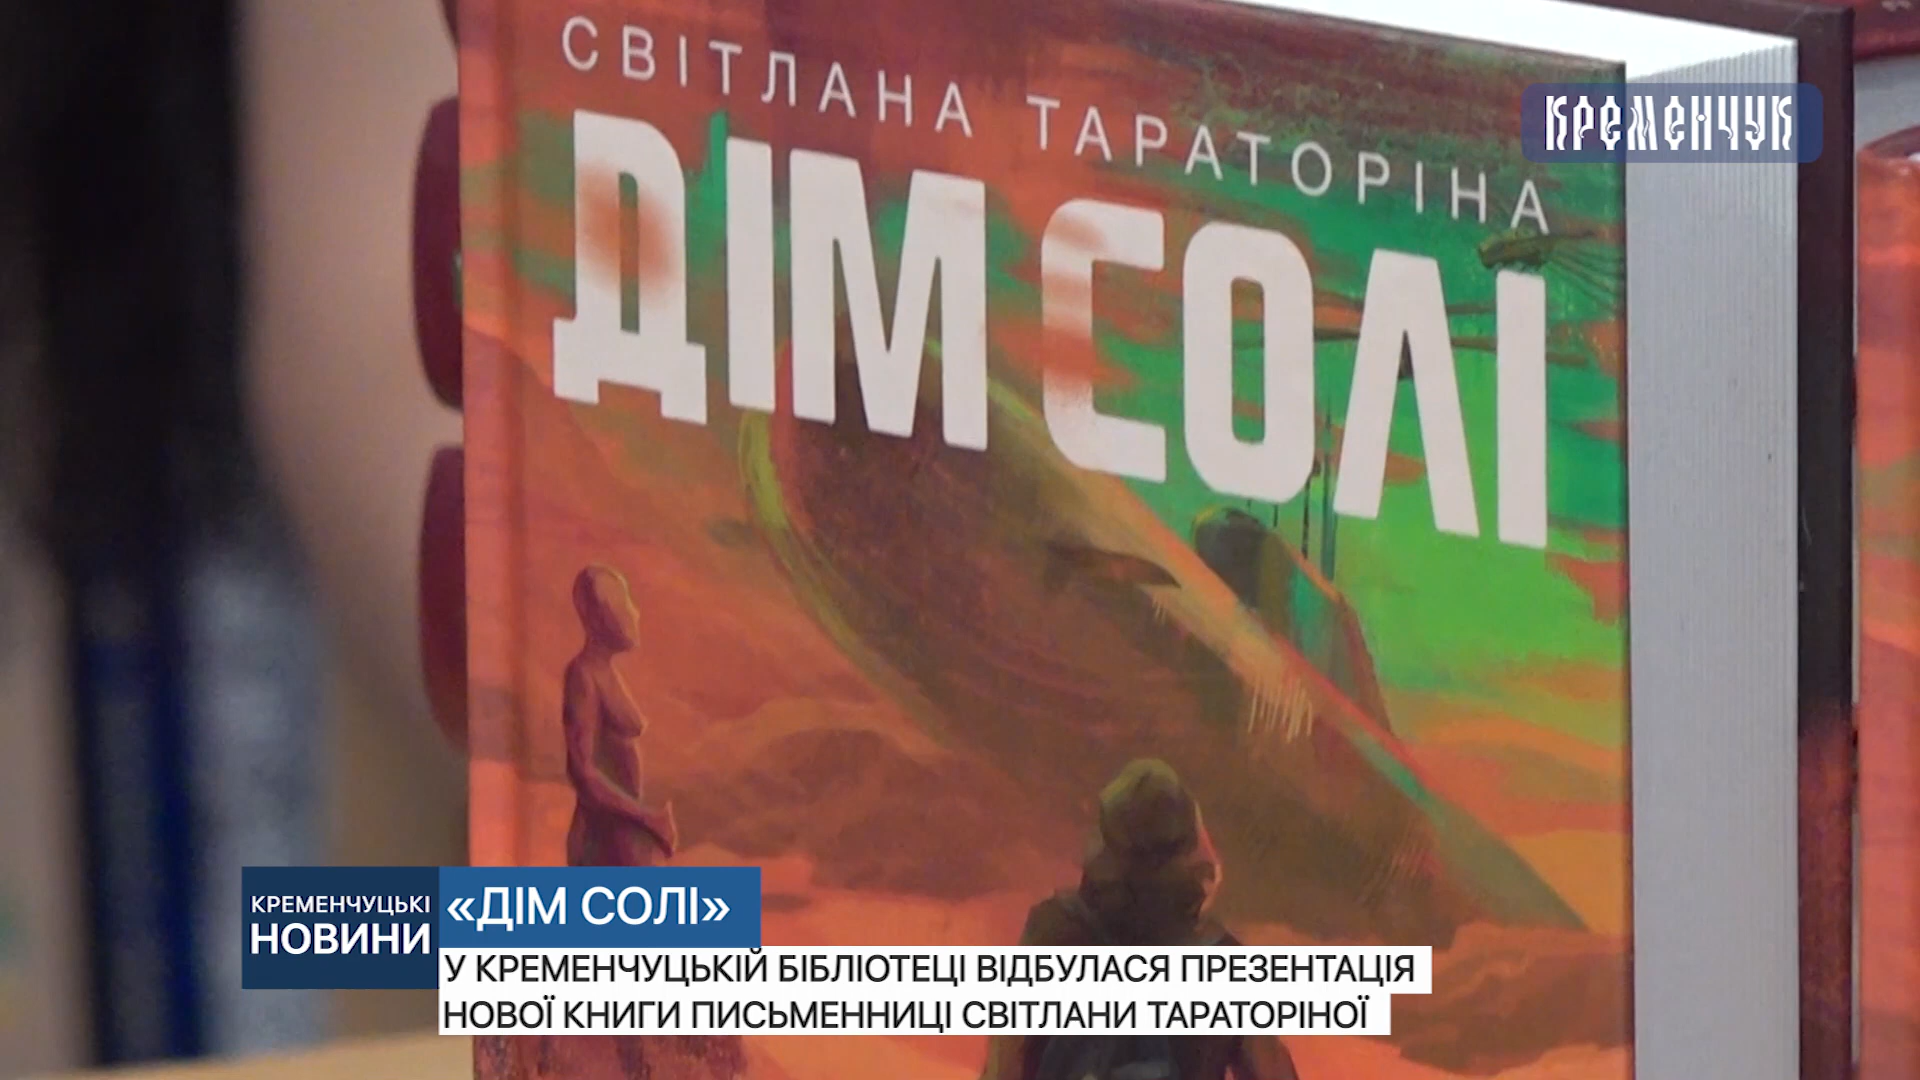 СВІТЛАНА ТАРАТОРІНА
ДІМ СОЛІ
КРЕМЕНЧУК
КРЕМЕНЧУЦЬКІ
НОВИНИ
«ДІМ СОЛІ»
У КРЕМЕНЧУЦЬКІЙ БІБЛІОТЕЦІ ВІДБУЛАСЯ ПРЕЗЕНТАЦІЯ
НОВОЇ КНИГИ ПИСЬМЕННИЦІ СВІТЛАНИ ТАРАТОРІНОЇ